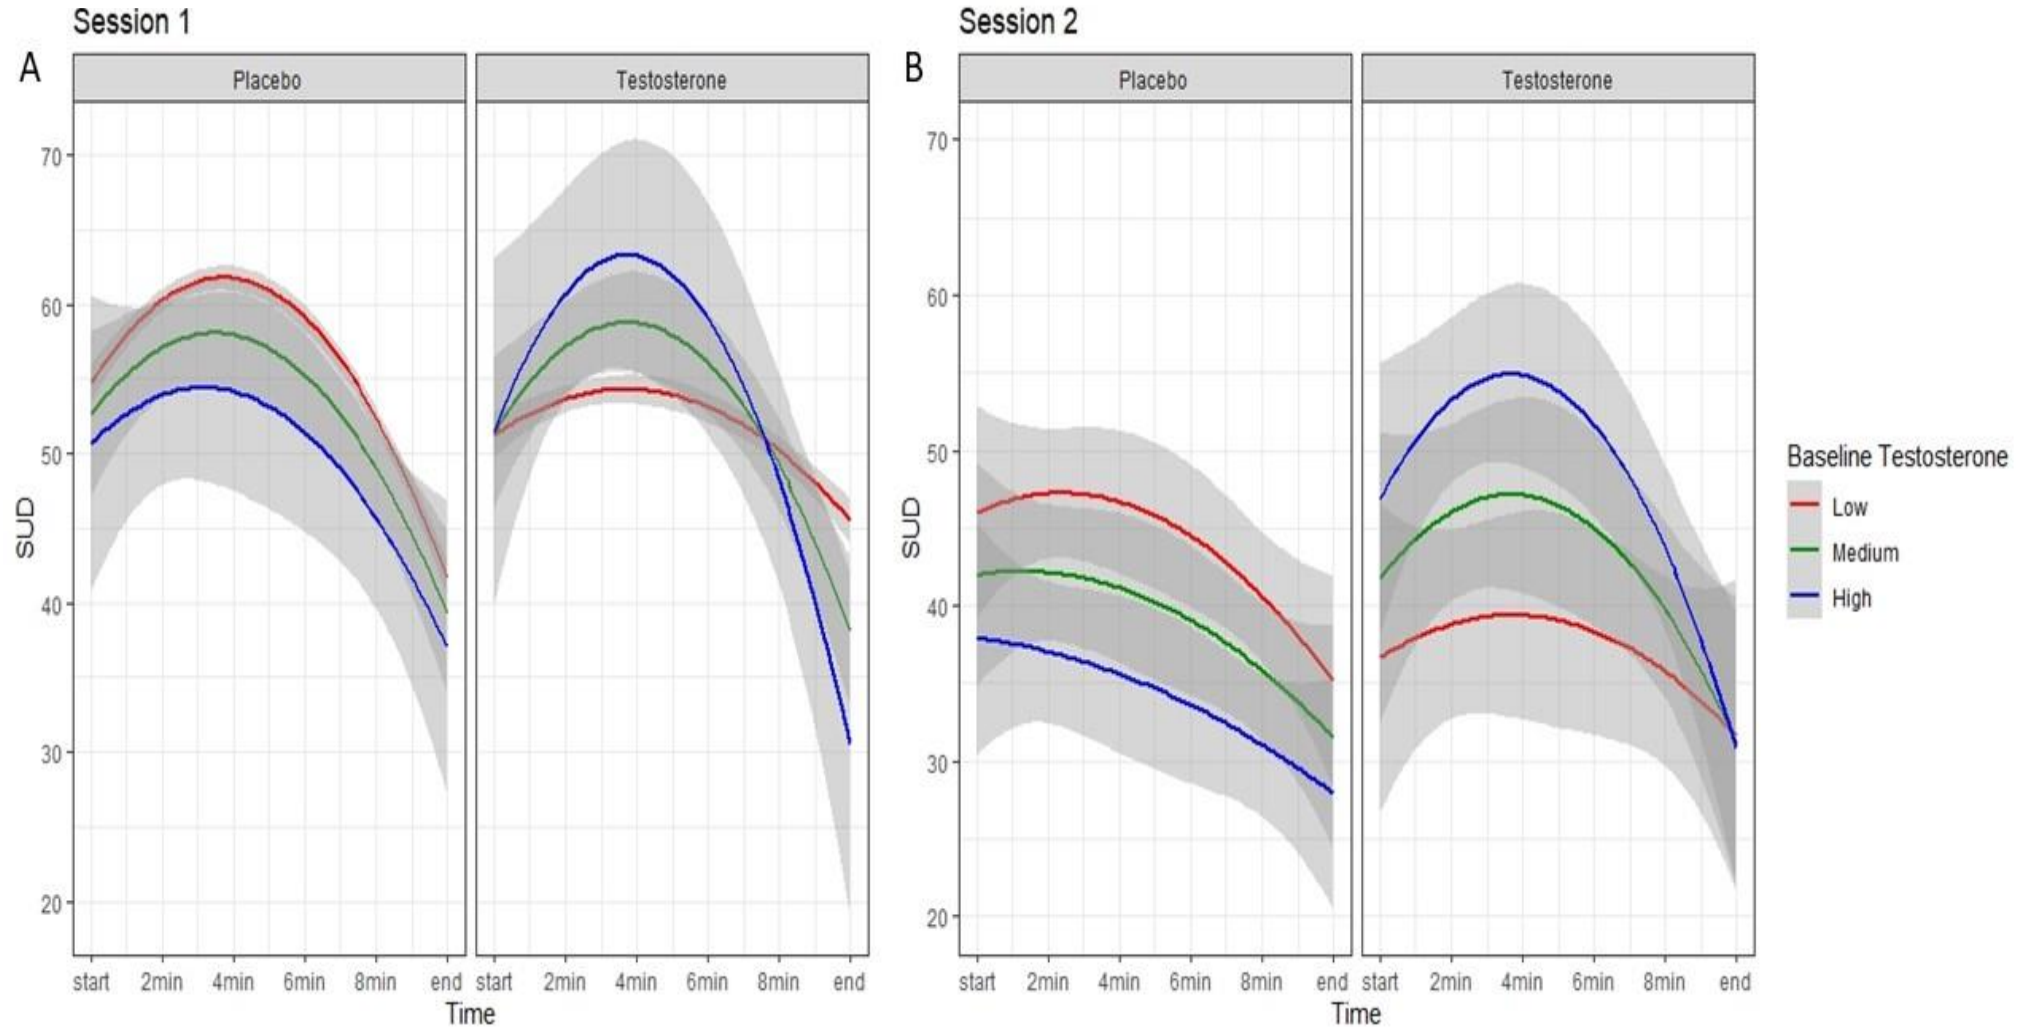 Session 1
A
Placebo
Testosterone
70
60
50
40
30
20
SUD
start 2min 4min 6min 8min end
start 2min 4min 6min 8min end
Time
Session 2
B
Placebo
Testosterone
70
60
50
40
30
20
SUD
start 2min 4min 6min 8min end
start 2min 4min 6min 8min end
Time
Baseline Testosterone
Low
Medium
High